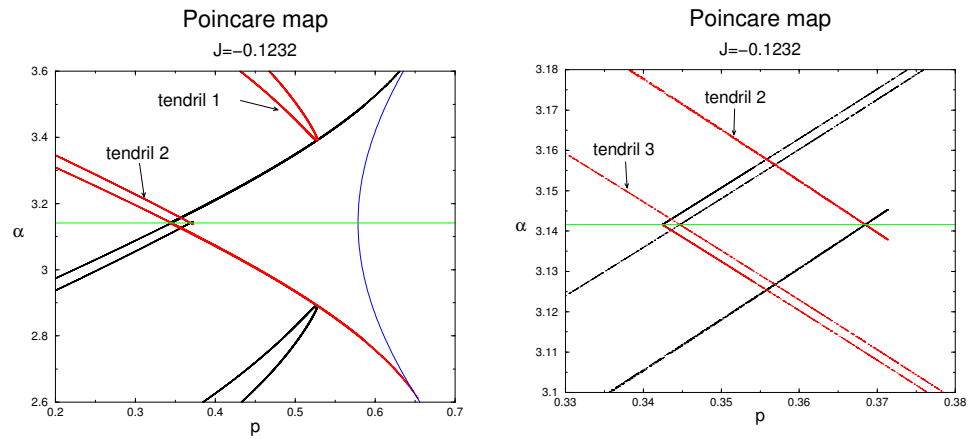 Poincare map
J=−0.1232
3.6
3.4
3.2
3
2.8
2.6
α
0.2
0.3
0.4
0.5
0.6
0.7
p
tendril 1
tendril 2
Poincare map
J=−0.1232
3.18
3.17
3.16
3.15
3.14
3.13
3.12
3.11
3.1
α
0.33
0.34
0.35
0.36
0.37
0.38
p
tendril 2
tendril 3